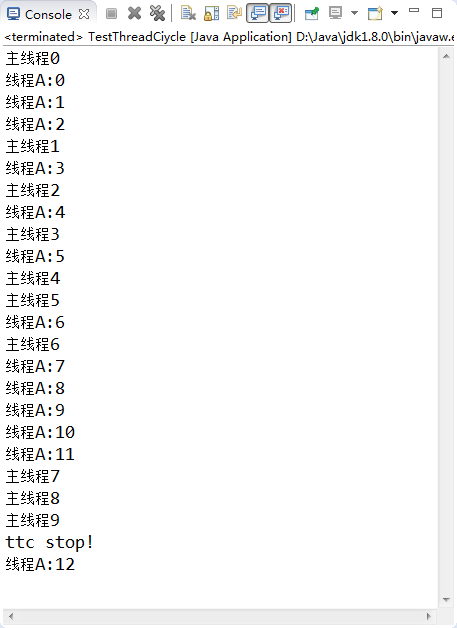 Console
<terminated> TestThreadCiycle [Java Application] D:\Java\jdk1.8.0\bin\javaw.e
主线程0
线程A:0
线程A:1
线程A:2
主线程1
线程A:3
主线程2
线程A:4
主线程3
线程A:5
主线程4
主线程5
线程A:6
主线程6
线程A:7
线程A:8
线程A:9
线程A:10
线程A:11
主线程7
主线程8
主线程9
ttc stop!
线程A:12